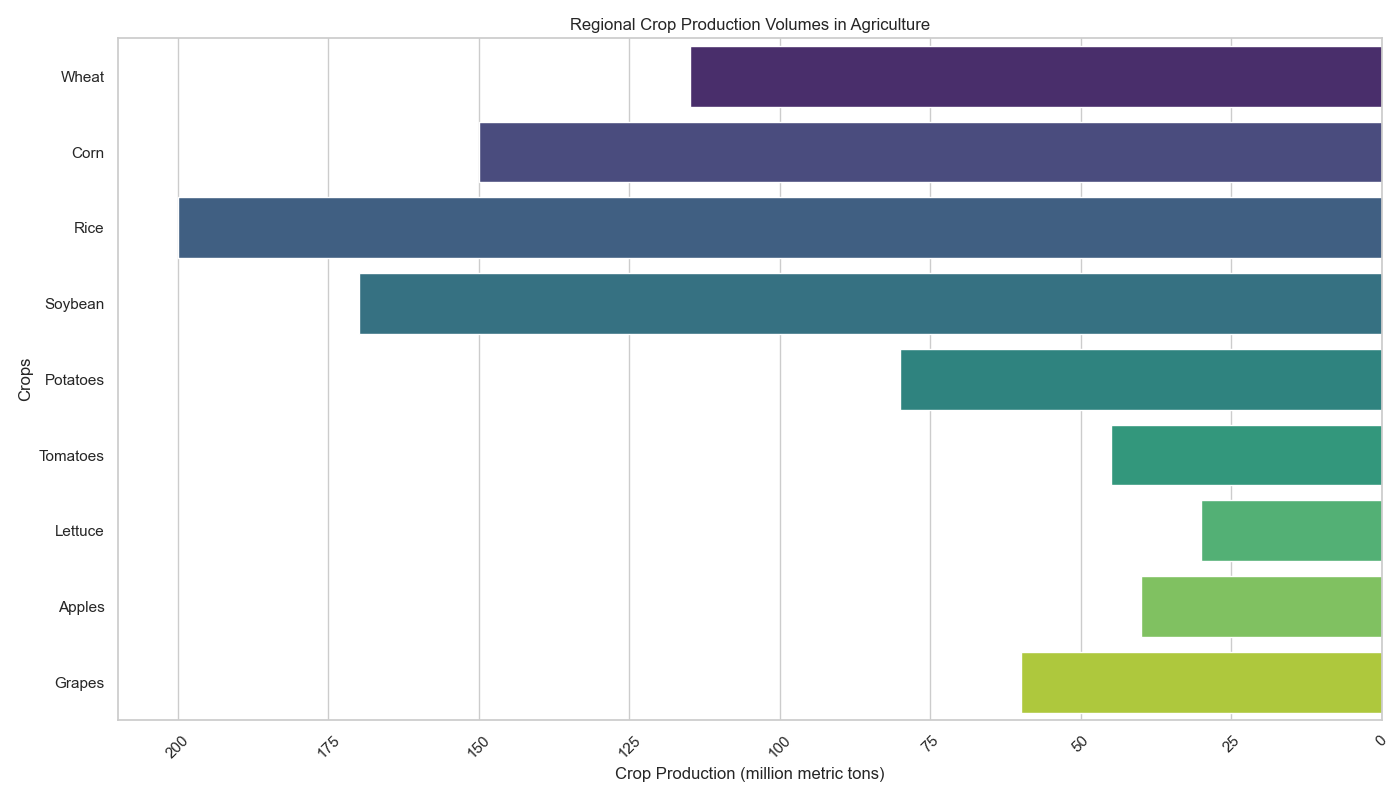 Regional Crop Production Volumes in Agriculture
Wheat
Corn
Rice
Soybean
Potatoes
Tomatoes
Lettuce
Apples
Grapes
Crops
200
175
150
125
100
75
50
25
0
Crop Production (million metric tons)